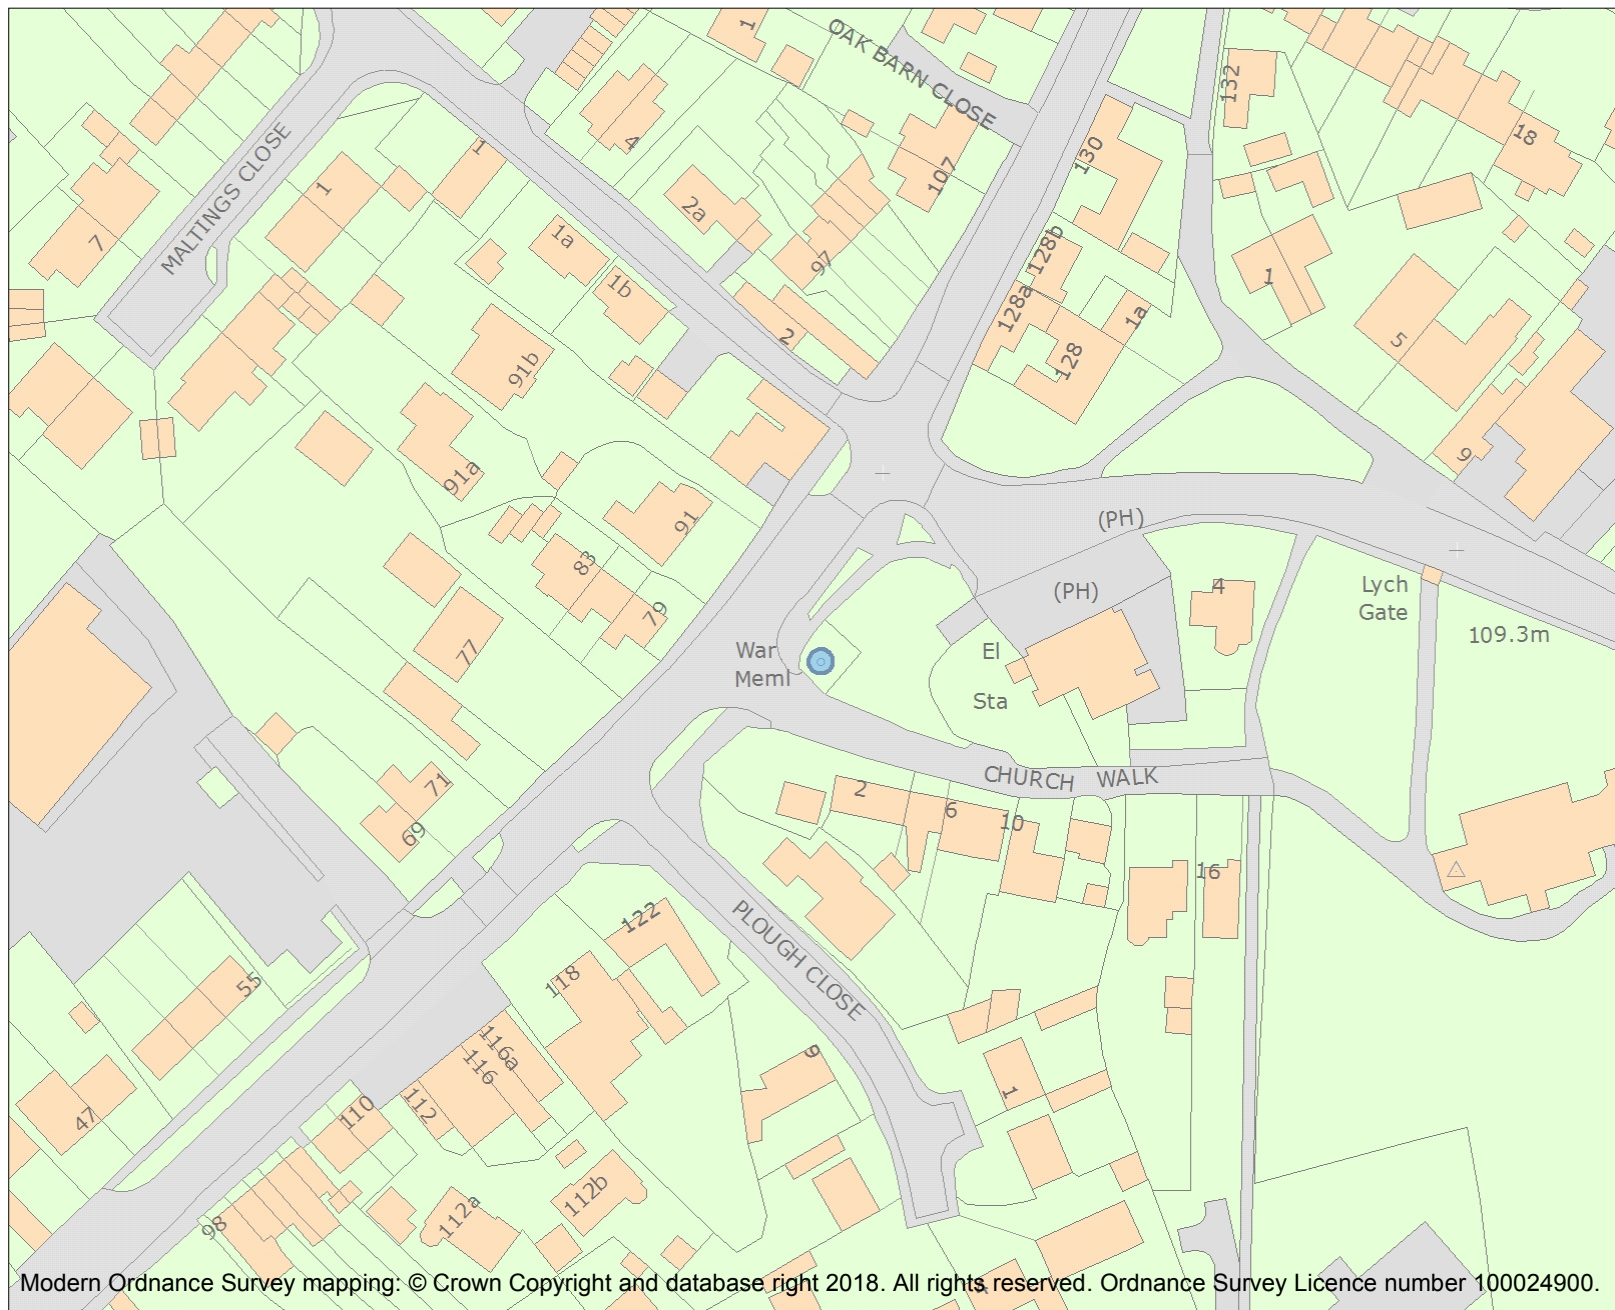 1
OAK BARN CLOSE
132
18
4
MALTINGS CLOSE
1
1
130
107
2a
7
1a
128b
97
1
1b
128a
1a
2
5
128
91b
91a
9
91
(PH)
83
(PH)
4
79
Lych
Gate
77
109.3m
War
Meml
El
Sta
71
69
CHURCH WALK
2
6
10
16
122
PLOUGH CLOSE
118
55
116a
116
9
1
112
110
47
112b
112a
98
Modern Ordnance Survey mapping: © Crown Copyright and database right 2018. All rights reserved. Ordnance Survey Licence number 100024900.